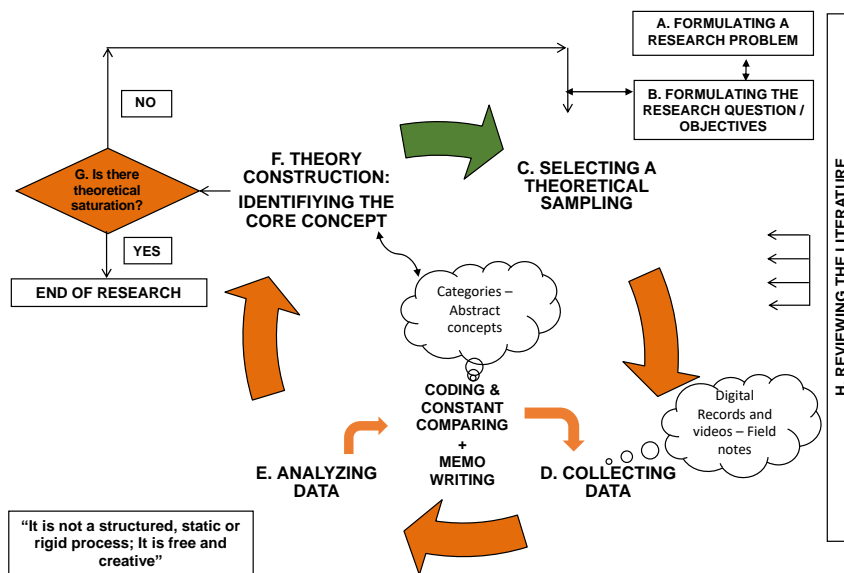 A. FORMULATING A
RESEARCH PROBLEM
B. FORMULATING THE
RESEARCH QUESTION /
OBJECTIVES
NO
G. Is there
theoretical
saturation?
YES
END OF RESEARCH
F. THEORY
CONSTRUCTION:
IDENTIFIYING THE
CORE CONCEPT
C. SELECTING A
THEORETICAL
SAMPLING
H. REVIEWING THE LITERATURE
Categories –
Abstract
concepts
CODING &
CONSTANT
COMPARING
+
MEMO
WRITING
Digital
Records and
videos – Field
notes
E. ANALYZING
DATA
D. COLLECTING
DATA
“It is not a structured, static or
rigid process; It is free and
creative”